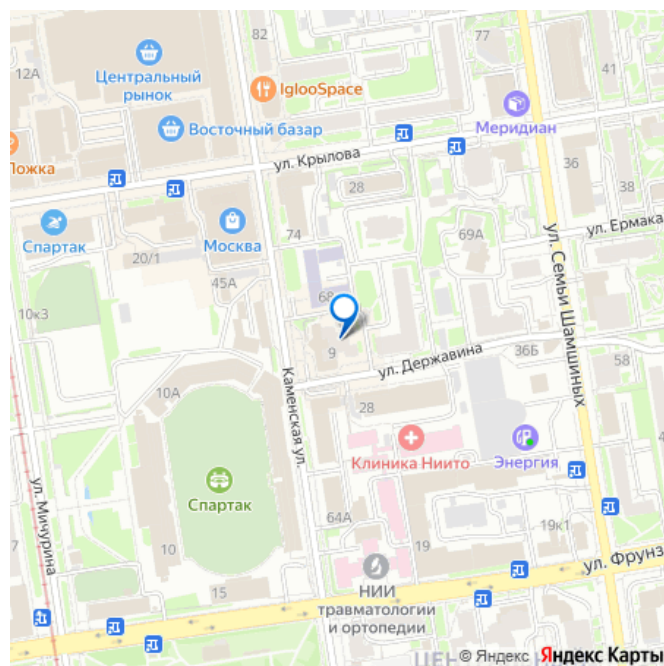 82
77
12А
Центральный
рынок
41
IglooSpace
Восточный базар
Меридиан
Ложка
ул. Крылова
36
28
38
Спартак
Москва
74
69А
ул. Ермака
20/1
45А
68
ул. Семьи Шамшиных
10к3
9
ул. Державина
36Б
58
10А
Каменская ул.
28
Клиника Ниито
Энергия
ул. Мичурина
Спартак
64А
19к1
7
10
19
ул. Фрунз
15
НИИ
травматологии
и ортопедии
ЦЕН
© Яндекс Яндекс Карты